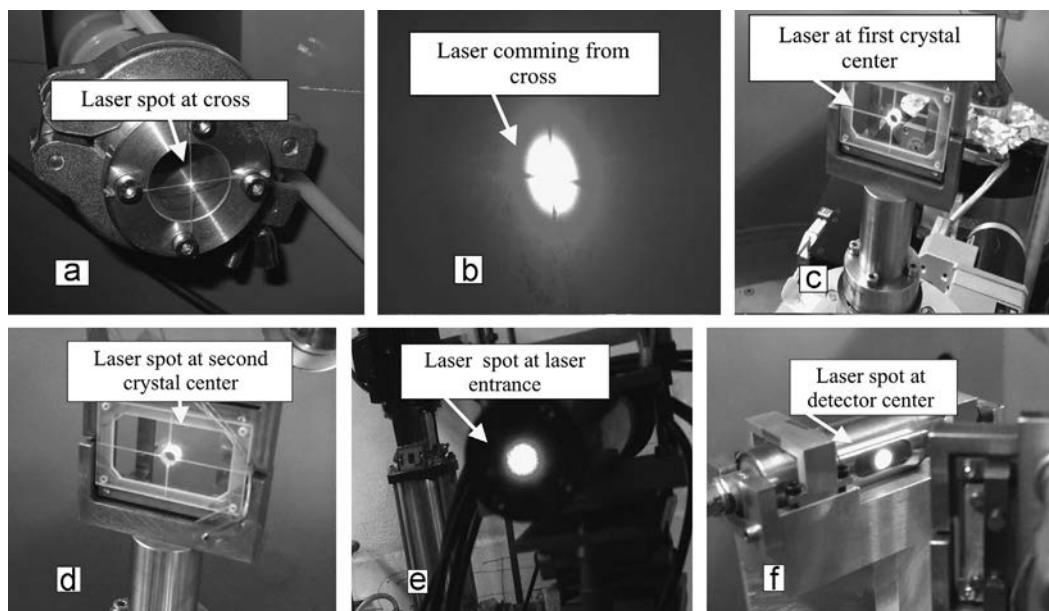 Laser spot at cross
a
Laser comming from
cross
b
Laser at first crystal
center
c
Laser spot at second
crystal center
d
Laser spot at laser
entrance
e
Laser spot at
detector center
f